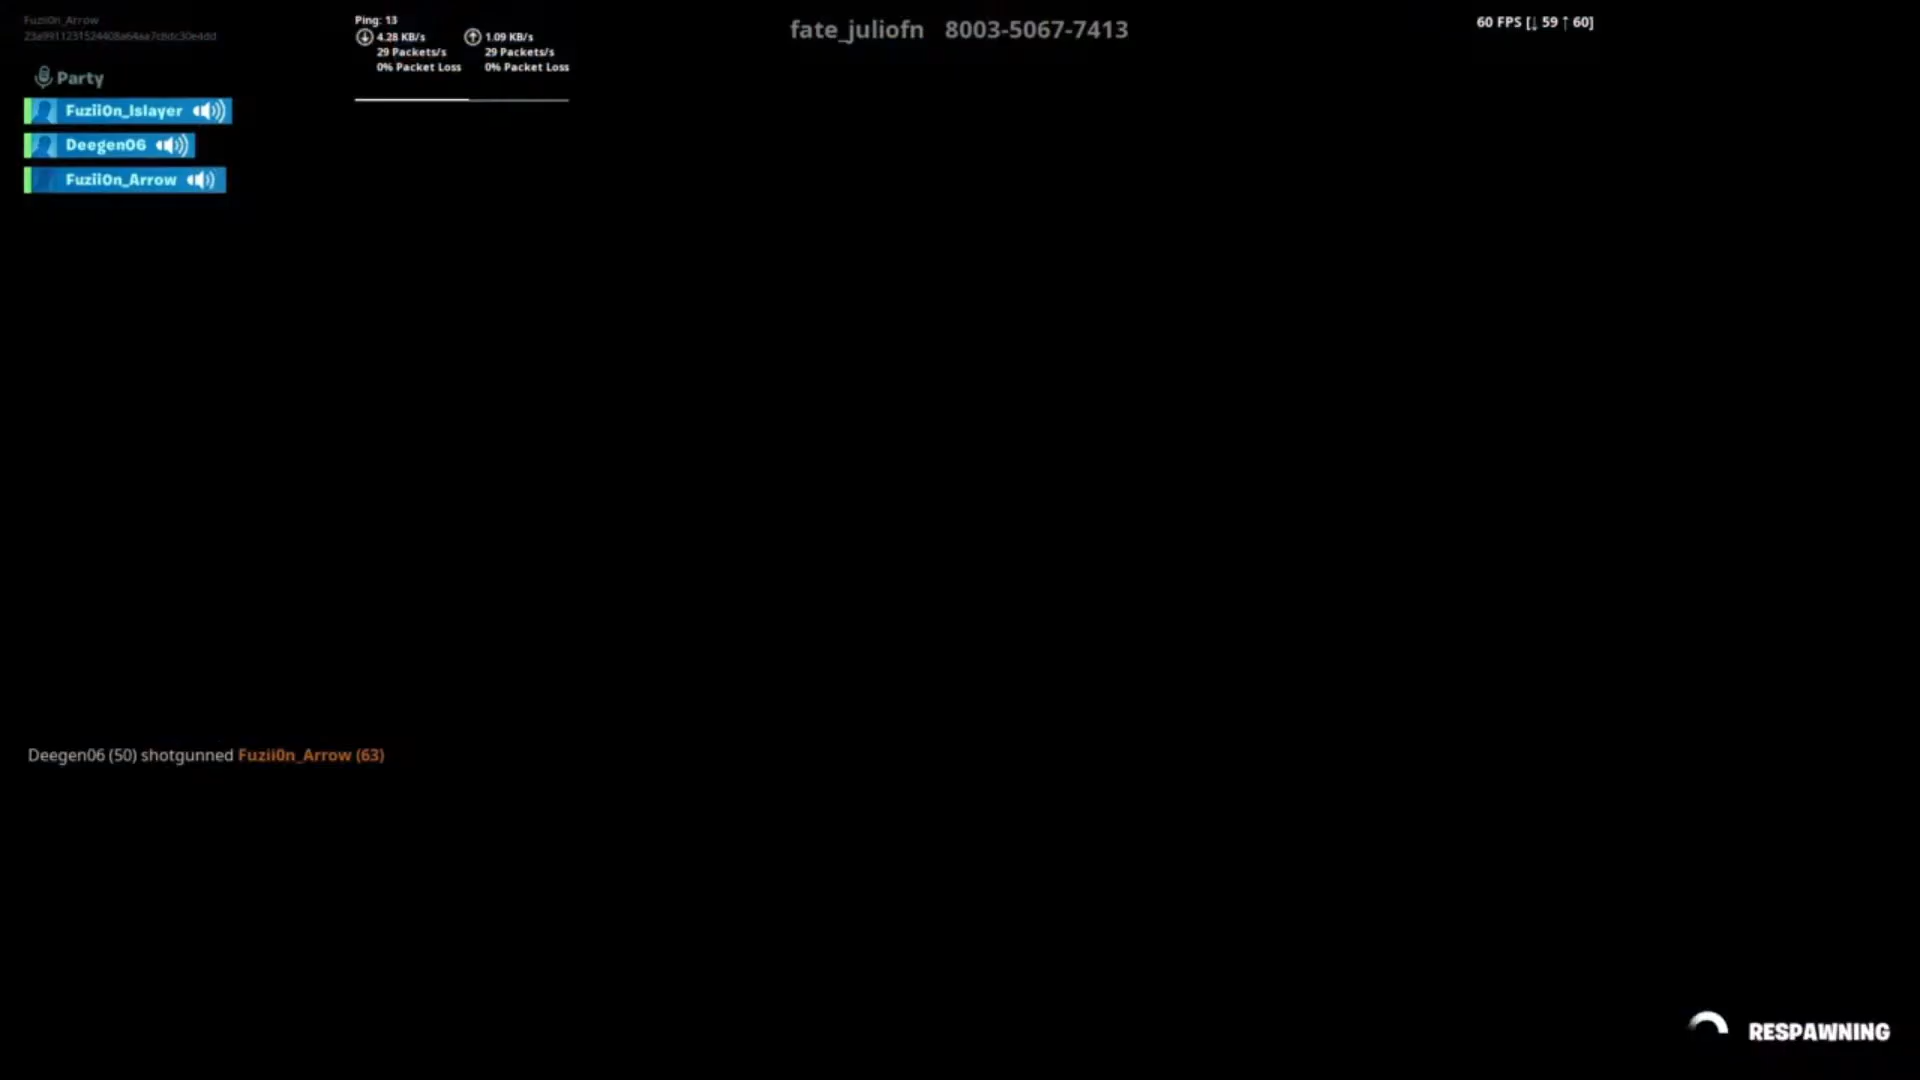 Fuzii0n_Arrow
Ping: 13
4.28 KB/s 1.09 KB/s
29 Packets/s 29 Packets/s
0% Packet Loss 0% Packet Loss
fate_juliofn 8003-5067-7413
60 FPS [↓ 59 ↑ 60]
Party
Fuzii0n_Islayer
Deegen06
Fuzii0n_Arrow
Deegen06 (50) shotgunned Fuzii0n_Arrow (63)
RESPAWNING